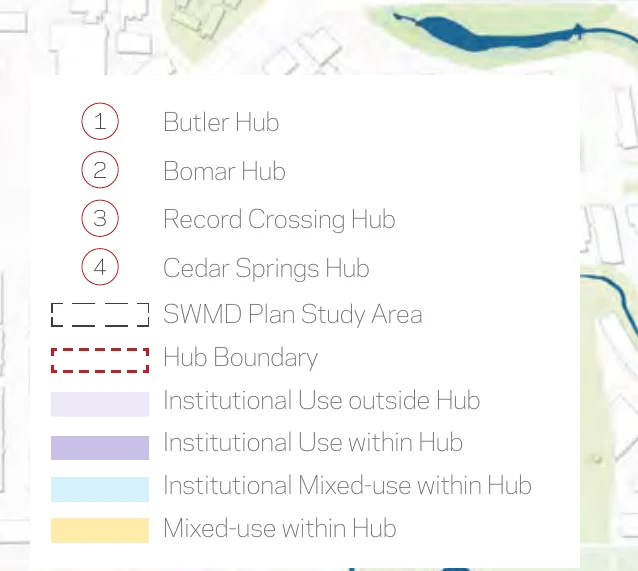 1 Butler Hub
2 Bomar Hub
3 Record Crossing Hub
4 Cedar Springs Hub
SWMD Plan Study Area
Hub Boundary
Institutional Use outside Hub
Institutional Use within Hub
Institutional Mixed-use within Hub
Mixed-use within Hub